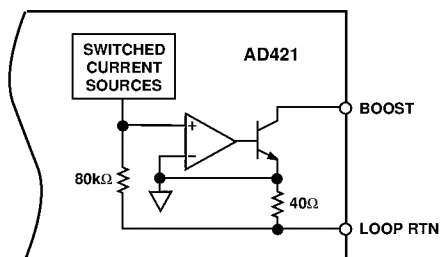 SWITCHED
CURRENT
SOURCES
AD421
BOOST
+
−
80kΩ
40Ω
LOOP RTN